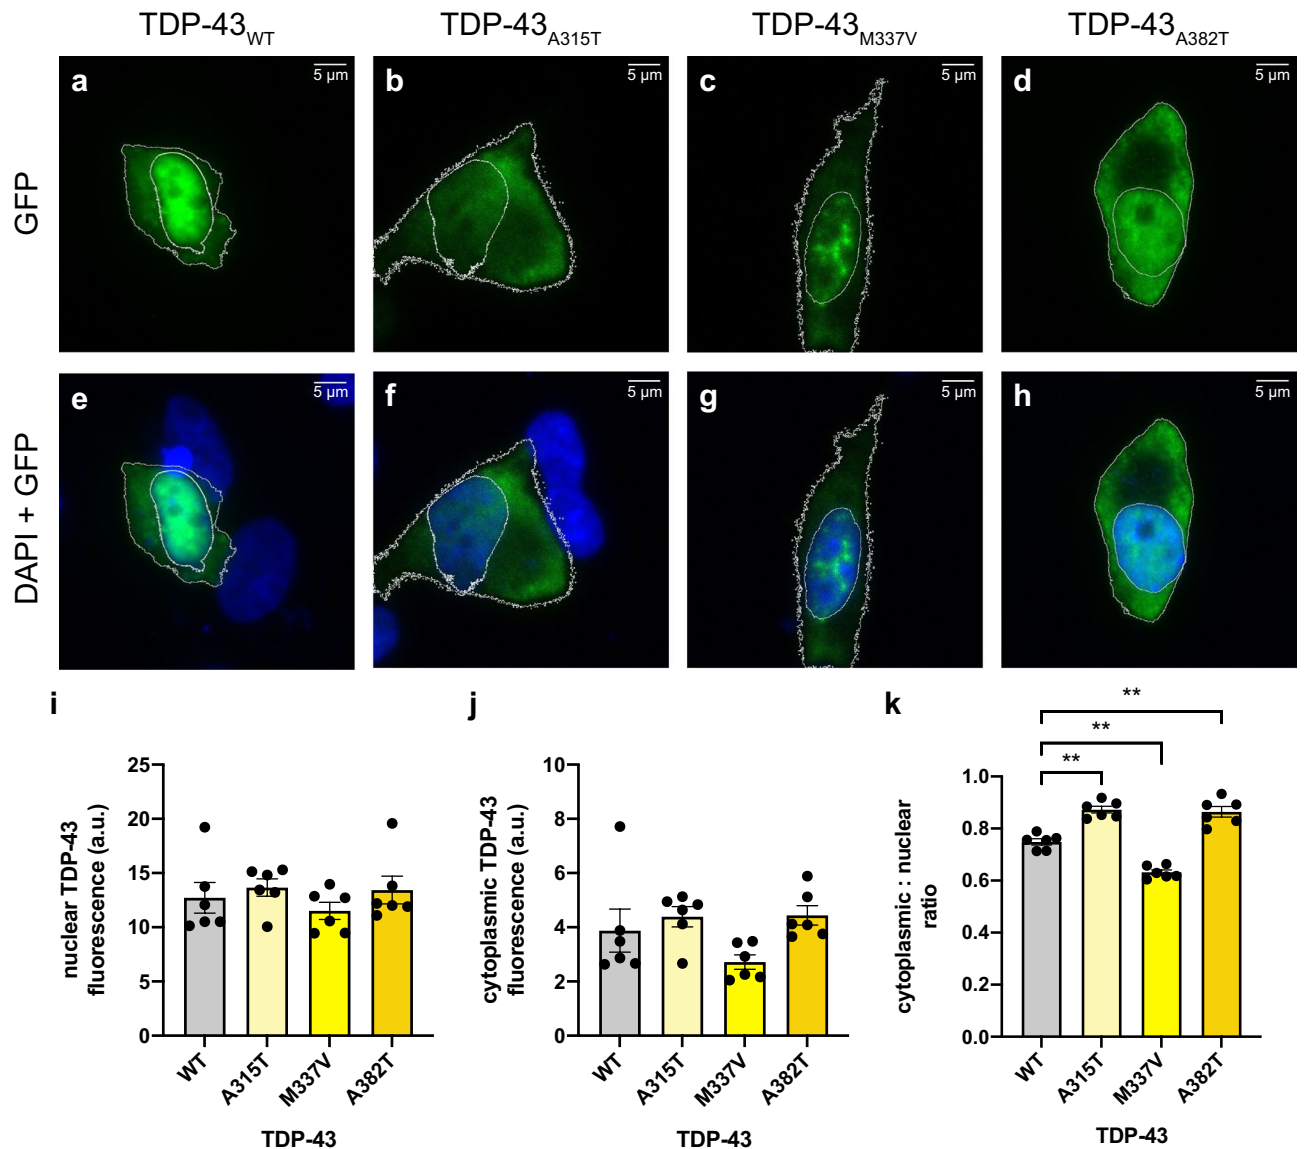 TDP-43WT TDP-43A315T TDP-43M337V TDP-43A382T
GFP
a 5 µm b 5 µm c 5 µm d 5 µm
DAPI + GFP
e 5 µm f 5 µm g 5 µm h 5 µm
i
nuclear TDP-43
fluorescence (a.u.)
25
20
15
10
5
0
WT A315T M337V A382T
TDP-43
j
cytoplasmic TDP-43
fluorescence (a.u.)
10
8
6
4
2
0
WT A315T M337V A382T
TDP-43
k
**
**
**
cytoplasmic : nuclear
ratio
1.0
0.8
0.6
0.4
0.2
0.0
WT A315T M337V A382T
TDP-43